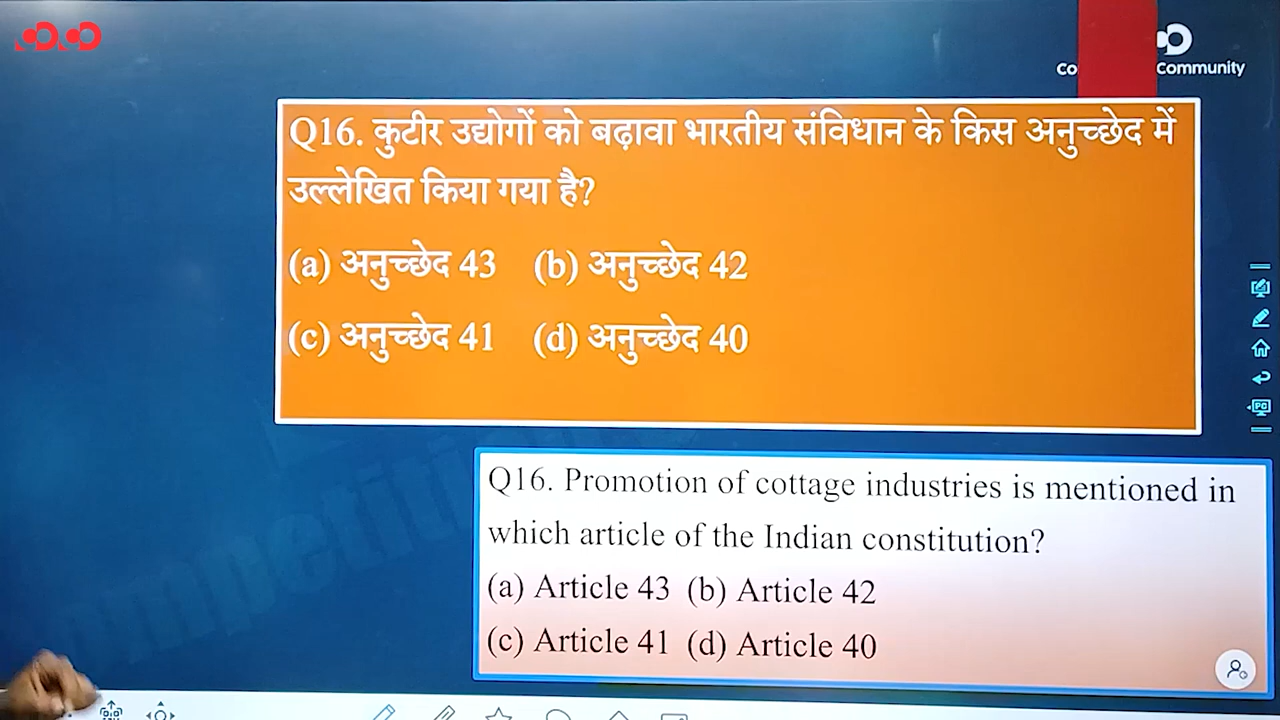 Community
Q16. कुटीर उद्योगों को बढ़ावा भारतीय संविधान के किस अनुच्छेद में
उल्लेखित किया गया है?
(a) अनुच्छेद 43 (b) अनुच्छेद 42
(c) अनुच्छेद 41 (d) अनुच्छेद 40
Q16. Promotion of cottage industries is mentioned in
which article of the Indian constitution?
(a) Article 43 (b) Article 42
(c) Article 41 (d) Article 40